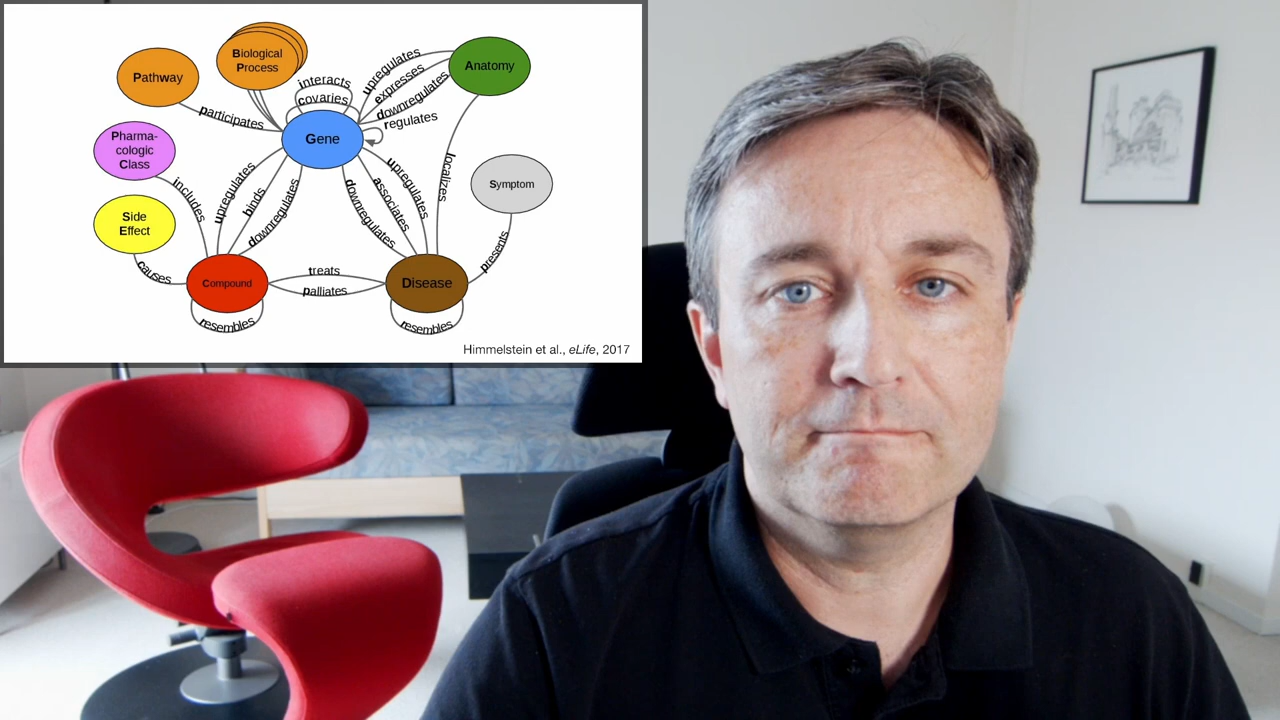 Pathway
Biological
Process
Anatomy
interacts
covaries
upregulates
expresses
downregulates
regulates
participates
Gene
Pharma-
cologic
Class
includes
upregulates
binds
downregulates
downregulates
associates
upregulates
localizes
Symptom
Side
Effect
causes
presents
Compound
treats
palliates
Disease
resembles
resembles
Himmelstein et al., eLife, 2017